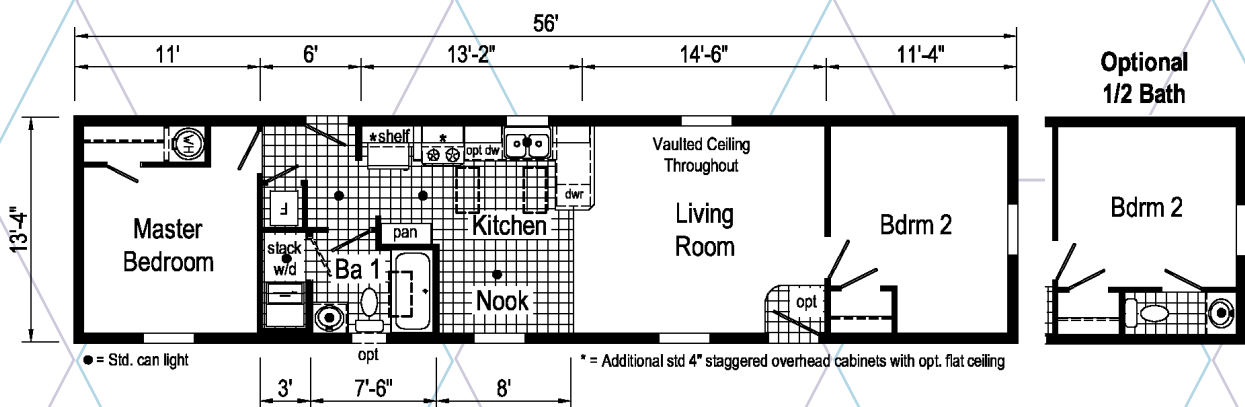 56'
11'
6'
13'-2"
14'-6"
11'-4"
Optional
1/2 Bath
13'-4"
WH
*shelf
*
opt dw
dwr
Vaulted Ceiling
Throughout
Master
Bedroom
F
pan
Kitchen
Living
Room
Bdrm 2
Bdrm 2
stack
w/d
Ba 1
Nook
opt
opt
● = Std. can light
* = Additional std 4" staggered overhead cabinets with opt. flat ceiling
3'
7'-6"
8'